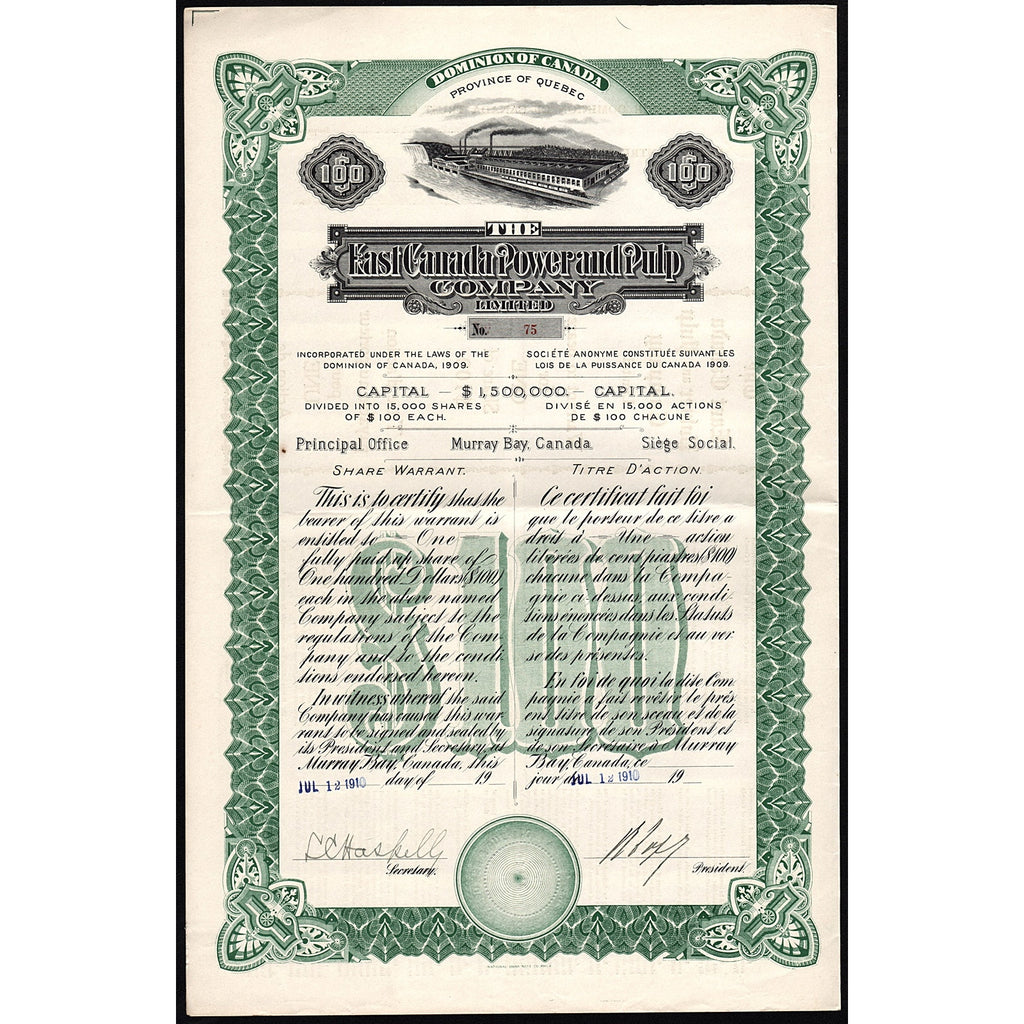 DOMINION OF CANADA
PROVINCE OF QUEBEC
$100 $100
THE
East Canada Power and Pulp
COMPANY
LIMITED
No. 75
INCORPORATED UNDER THE LAWS OF THE
DOMINION OF CANADA, 1909.
SOCIÉTÉ ANONYME CONSTITUÉE SUIVANT LES
LOIS DE LA PUISSANCE DU CANADA 1909.
CAPITAL — $1,500,000.— CAPITAL.
DIVIDED INTO 15,000 SHARES
OF $100 EACH.
DIVISÉ EN 15,000 ACTIONS
DE $100 CHACUNE
Principal Office Murray Bay, Canada Siège Social.
SHARE WARRANT.
This is to certify that the
bearer of this warrant is
entitled to One
fully paid up share of
One hundred Dollars ($100)
each in the above named
Company subject to the
regulations of the Com-
pany and to the condi-
tions endorsed hereon.
In witness whereof the said
Company has caused this war-
rant to be signed and sealed by
its President and Secretary, at
Murray Bay, Canada, this
JUL 12 1910 day of 19
TITRE D'ACTION.
Ce certificat fait foi
que le porteur de ce titre a
droit à Une action
libérées de cent piastres ($100)
chacune dans la Compa-
gnie ci-dessus, aux condi-
tions énoncées dans les Statuts
de la Compagnie et au ver
so des présentes.
En foi de quoi la dite Com-
pagnie a fait revêtir le prés
ent titre de son sceau et de la
signature de son Président et
de son Secrétaire à Murray
Bay, Canada, ce
jour de JUL 12 1910 19
$100
Secretary.
President.